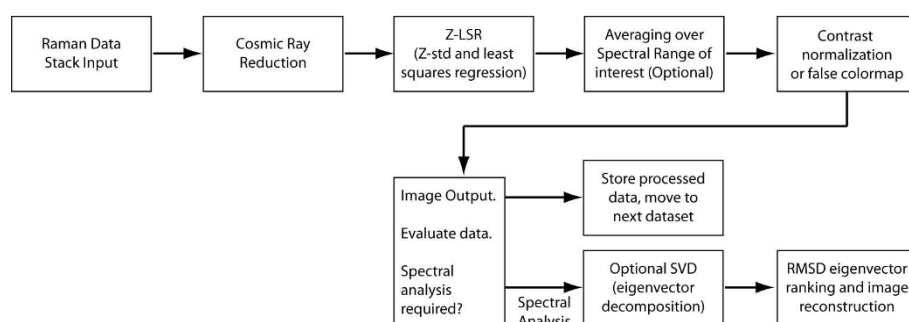 Raman Data
Stack Input
Cosmic Ray
Reduction
Z-LSR
(Z-std and least
squares regression)
Averaging over
Spectral Range of
interest (Optional)
Contrast
normalization
or false colormap
Image Output.
Evaluate data.
Spectral
analysis
required?
Store processed
data, move to
next dataset
Spectral
Analysis
Optional SVD
(eigenvector
decomposition)
RMSD eigenvector
ranking and image
reconstruction